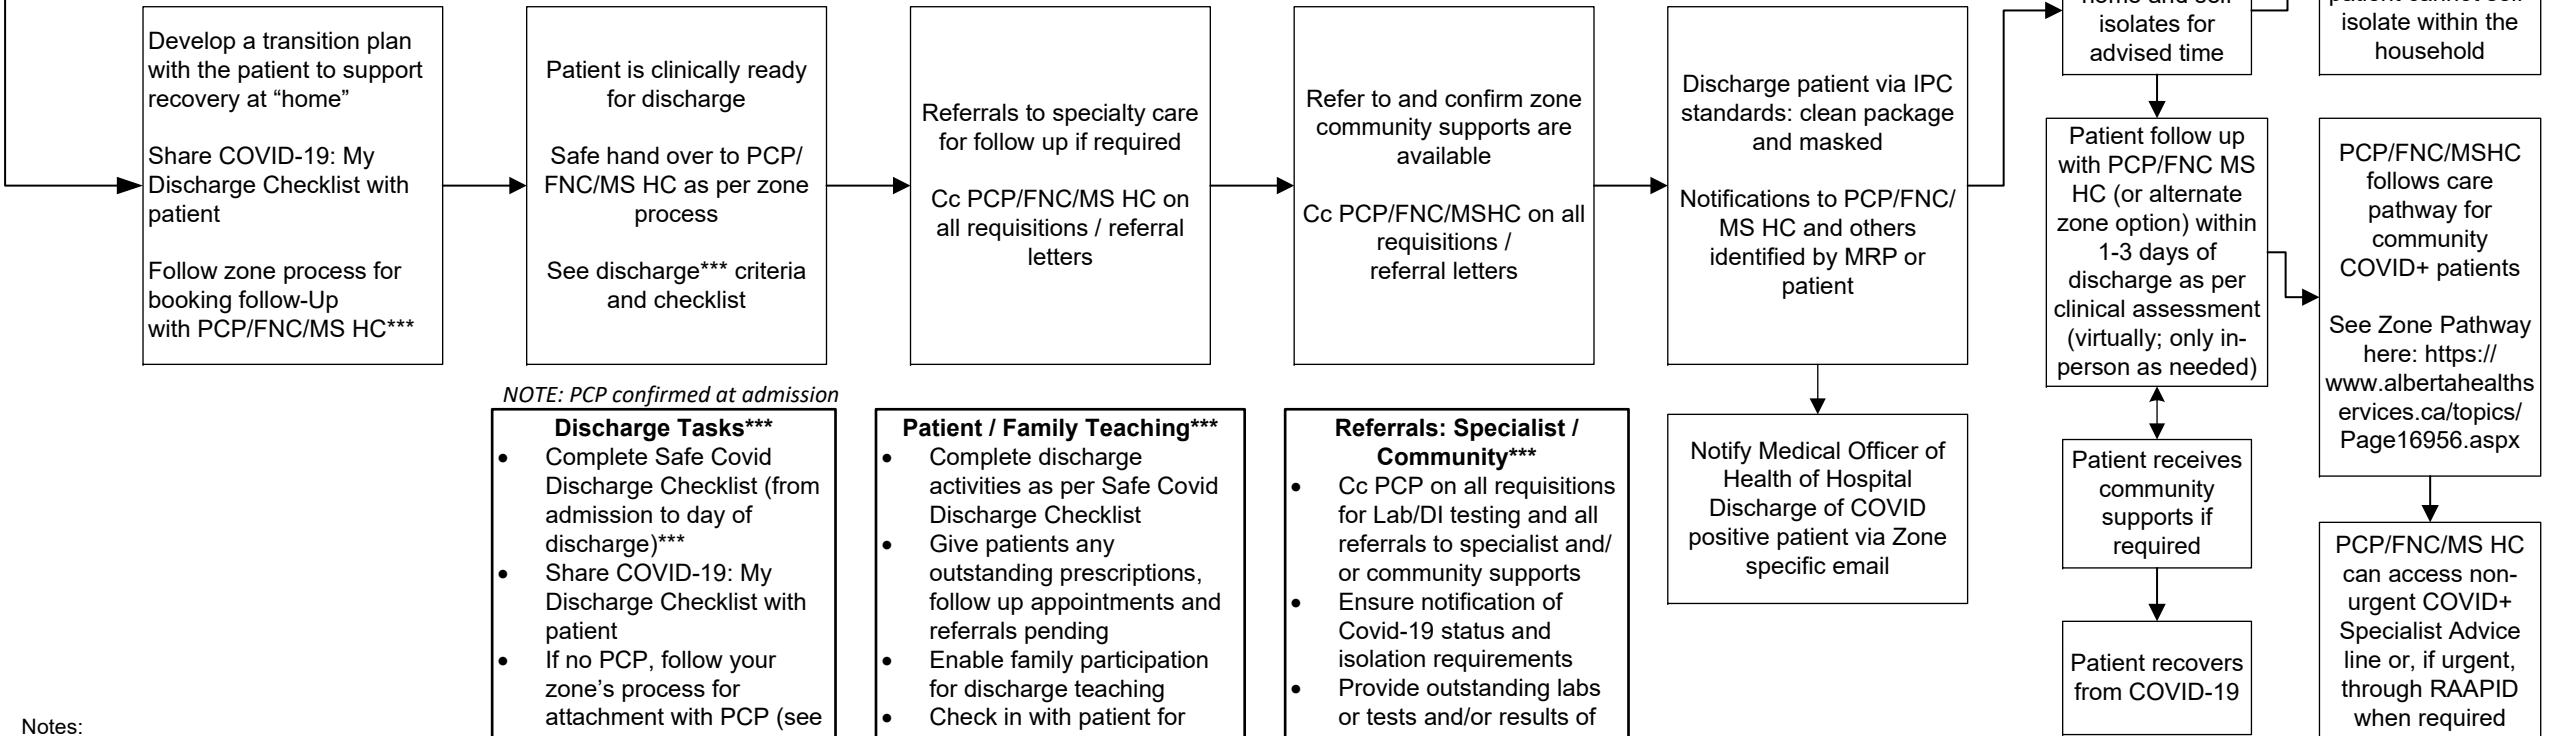 Develop a transition plan
with the patient to support
recovery at “home”
Share COVID-19: My
Discharge Checklist with
patient
Follow zone process for
booking follow-Up
with PCP/FNC/MS HC***
Patient is clinically ready
for discharge
Safe hand over to PCP/
FNC/MS HC as per zone
process
See discharge*** criteria
and checklist
Referrals to specialty care
for follow up if required
Cc PCP/FNC/MS HC on
all requisitions / referral
letters
Refer to and confirm zone
community supports are
available
Cc PCP/FNC/MSHC on all
requisitions /
referral letters
Discharge patient via IPC
standards: clean package
and masked
Notifications to PCP/FNC/
MS HC and others
identified by MRP or
patient
home and self
isolates for
advised time
patient cannot self
isolate within the
household
Patient follow up
with PCP/FNC MS
HC (or alternate
zone option) within
1-3 days of
discharge as per
clinical assessment
(virtually; only in-
person as needed)
PCP/FNC/MSHC
follows care
pathway for
community
COVID+ patients
See Zone Pathway
here: https://
www.albertahealths
ervices.ca/topics/
Page16956.aspx
NOTE: PCP confirmed at admission
Discharge Tasks***
• Complete Safe Covid
Discharge Checklist (from
admission to day of
discharge)***
• Share COVID-19: My
Discharge Checklist with
patient
• If no PCP, follow your
zone’s process for
attachment with PCP (see
Patient / Family Teaching***
• Complete discharge
activities as per Safe Covid
Discharge Checklist
• Give patients any
outstanding prescriptions,
follow up appointments and
referrals pending
• Enable family participation
for discharge teaching
• Check in with patient for
Referrals: Specialist /
Community***
• Cc PCP on all requisitions
for Lab/DI testing and all
referrals to specialist and/
or community supports
• Ensure notification of
Covid-19 status and
isolation requirements
• Provide outstanding labs
or tests and/or results of
Notify Medical Officer of
Health of Hospital
Discharge of COVID
positive patient via Zone
specific email
Patient receives
community
supports if
required
Patient recovers
from COVID-19
PCP/FNC/MS HC
can access non-
urgent COVID+
Specialist Advice
line or, if urgent,
through RAAPID
when required
Notes: